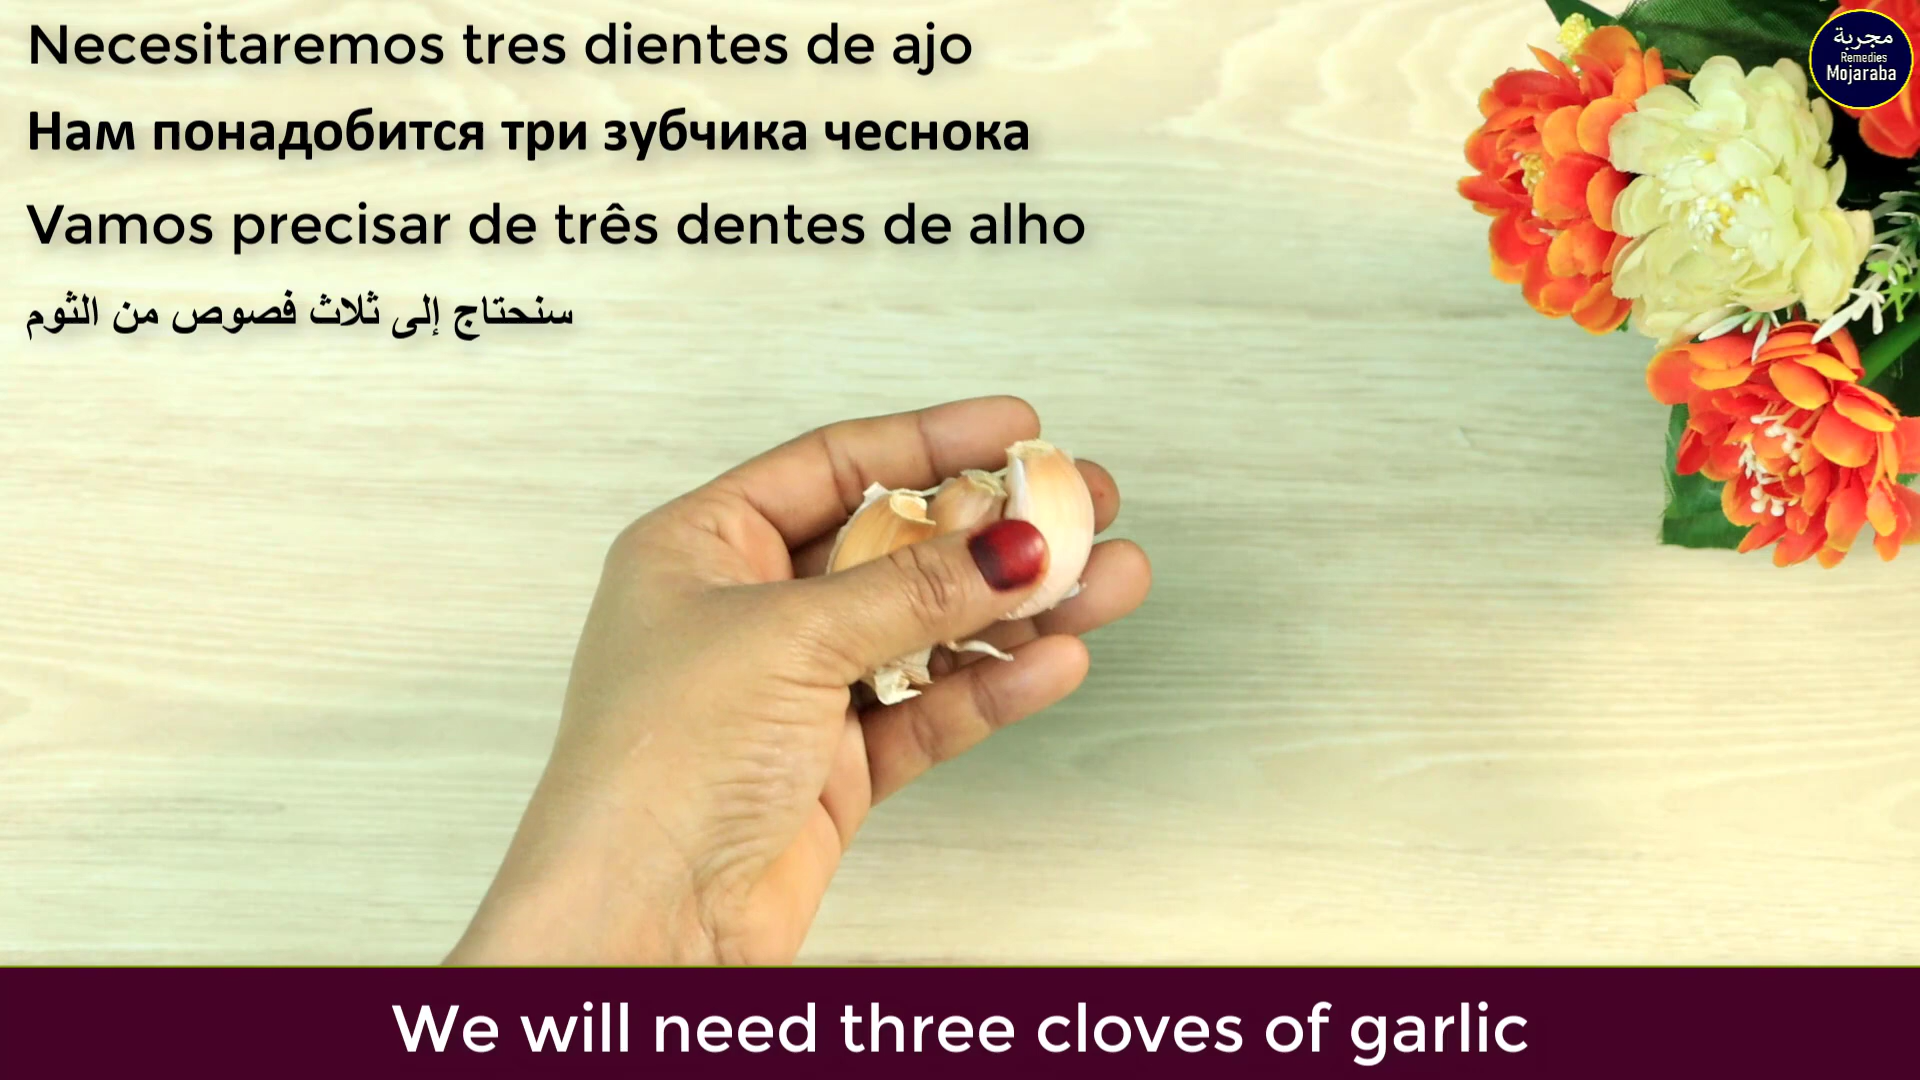 Necesitaremos tres dientes de ajo
Нам понадобится три зубчика чеснока
Vamos precisar de três dentes de alho
سنحتاج إلى ثلاث فصوص من الثوم
مجربة
Remedies
Mojaraba
We will need three cloves of garlic